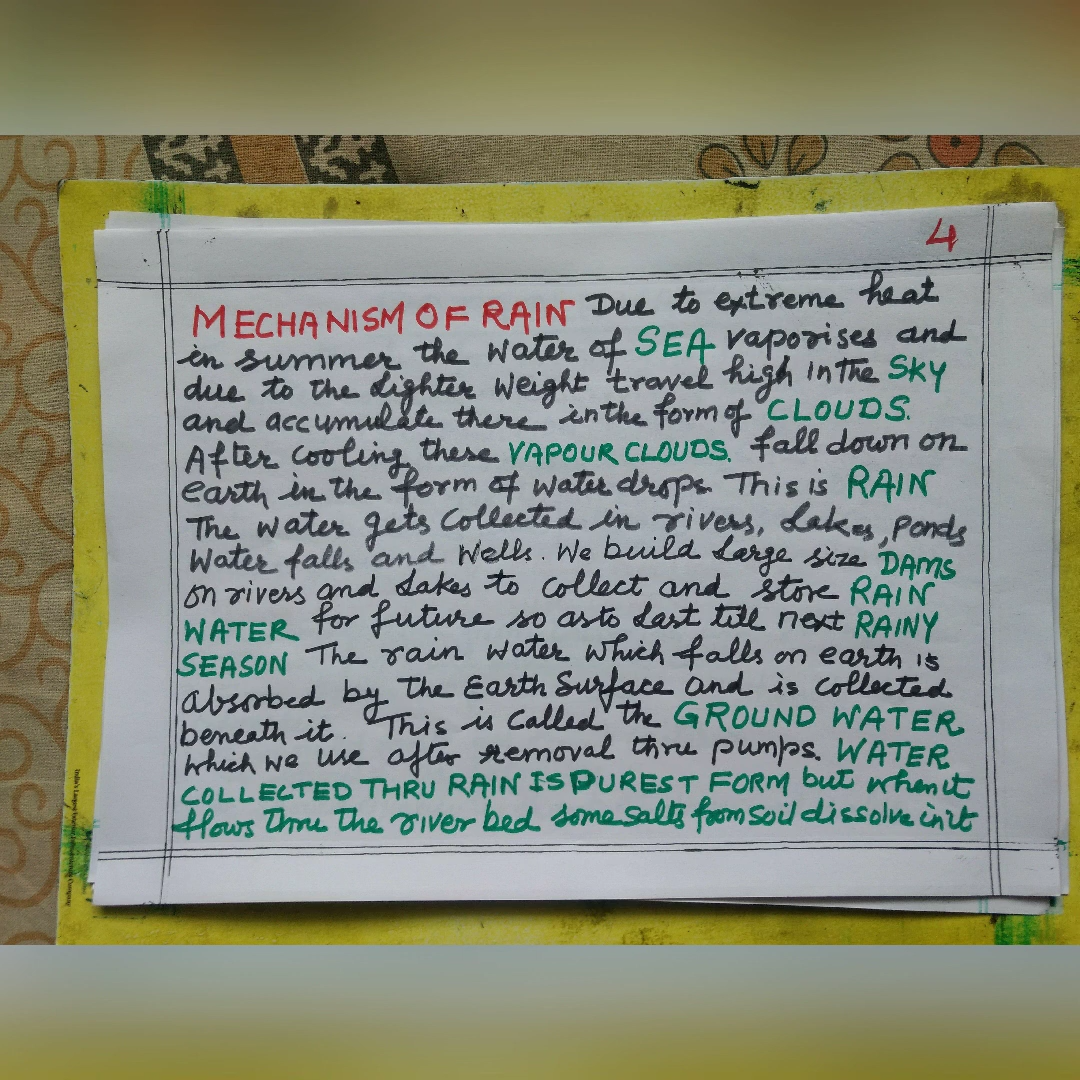 4
MECHANISM OF RAIN Due to extreme heat
in summer the water of SEA vaporises and
due to the Lighter weight travel high in the SKY
and accumulate there in the form of CLOUDS.
After cooling these VAPOUR CLOUDS. fall down on
earth in the form of water drops. This is RAIN
The water gets collected in rivers, Lakes, ponds
Water falls and wells. We build Large size DAMS
on rivers and Lakes to collect and store RAIN
WATER for future so as to Last till next RAINY
SEASON The rain water which falls on earth is
absorbed by the Earth Surface and is collected
beneath it. This is called the GROUND WATER
which we use after removal thru pumps. WATER
COLLECTED THRU RAIN IS PUREST FORM but when it
flows thru the river bed some salts from soil dissolve in it